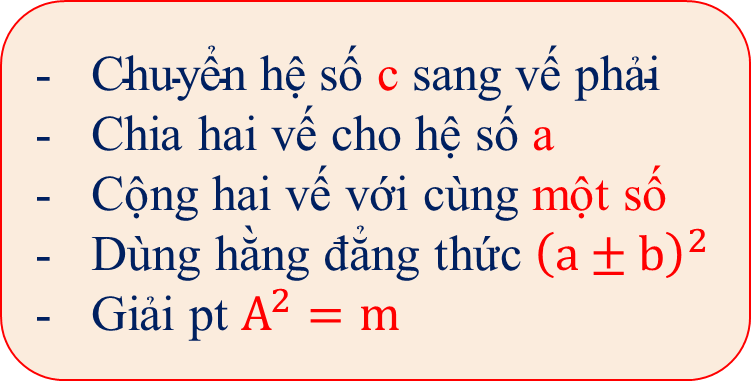 - Chuyển hệ số c sang vế phải
- Chia hai vế cho hệ số a
- Cộng hai vế với cùng một số
- Dùng hằng đẳng thức (a ± b)²
- Giải pt A² = m